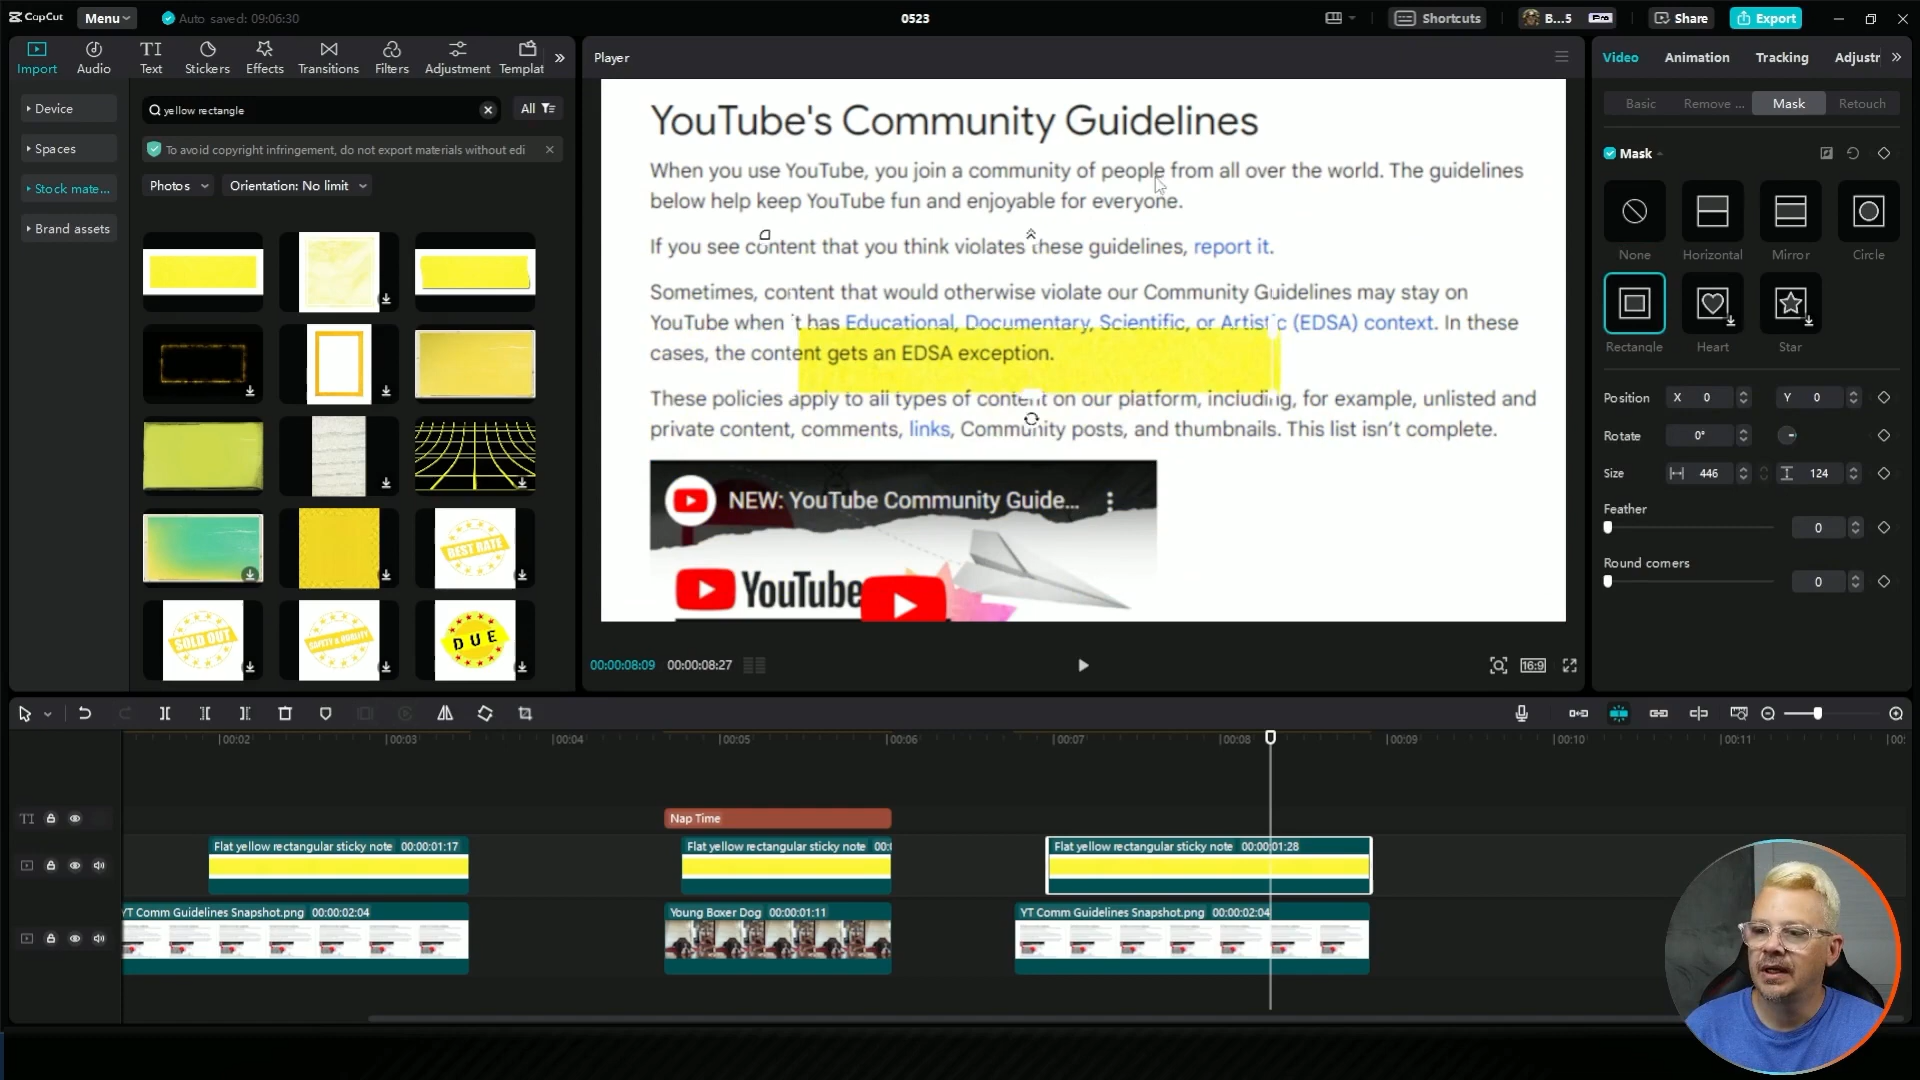 CapCut Menu Auto saved: 09:06:30 0523 Shortcuts B...5 Pro Share Export
Import Audio Text Stickers Effects Transitions Filters Adjustment Templat
Device
Spaces
Stock mate...
Brand assets
yellow rectangle All
To avoid copyright infringement, do not export materials without edi
Photos Orientation: No limit
BEST RATE
SOLD OUT
SAFETY & QUALITY
DUE
Player
YouTube's Community Guidelines
When you use YouTube, you join a community of people from all over the world. The guidelines
below help keep YouTube fun and enjoyable for everyone.
If you see content that you think violates these guidelines, report it.
Sometimes, content that would otherwise violate our Community Guidelines may stay on
YouTube when it has Educational, Documentary, Scientific, or Artistic (EDSA) context. In these
cases, the content gets an EDSA exception.
These policies apply to all types of content on our platform, including, for example, unlisted and
private content, comments, links, Community posts, and thumbnails. This list isn't complete.
NEW: YouTube Community Guide...
YouTube
00:00:08:09 00:00:08:27 16:9
Video Animation Tracking Adjustr
Basic Remove ... Mask Retouch
Mask
None Horizontal Mirror Circle
Rectangle Heart Star
Position X 0 Y 0
Rotate 0°
Size 446 124
Feather
0
Round corners
0
00:02 00:03 00:04 00:05 00:06 00:07 00:08 00:09 00:10 00:11 00:
TI Nap Time
Flat yellow rectangular sticky note 00:00:01:17 Flat yellow rectangular sticky note 00:0 Flat yellow rectangular sticky note 00:00:01:28
YT Comm Guidelines Snapshot.png 00:00:02:04 Young Boxer Dog 00:00:01:11 YT Comm Guidelines Snapshot.png 00:00:02:04